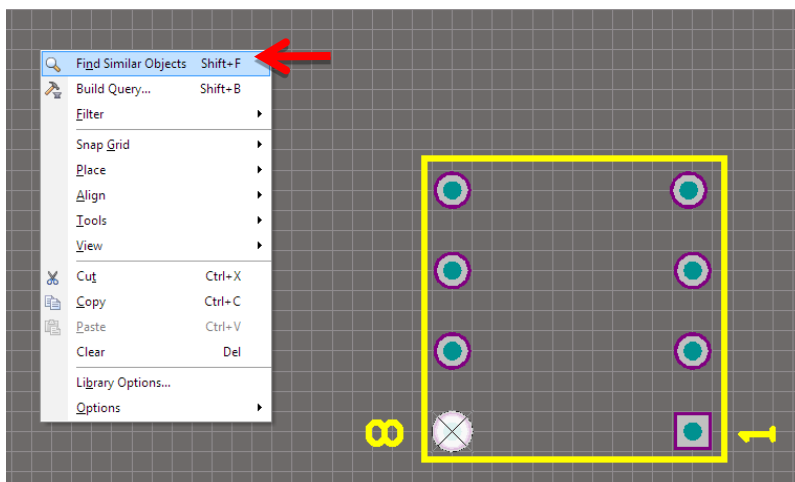 Find Similar Objects Shift+F
Build Query... Shift+B
Filter
Snap Grid
Place
Align
Tools
View
Cut Ctrl+X
Copy Ctrl+C
Paste Ctrl+V
Clear Del
Library Options...
Options
8
1